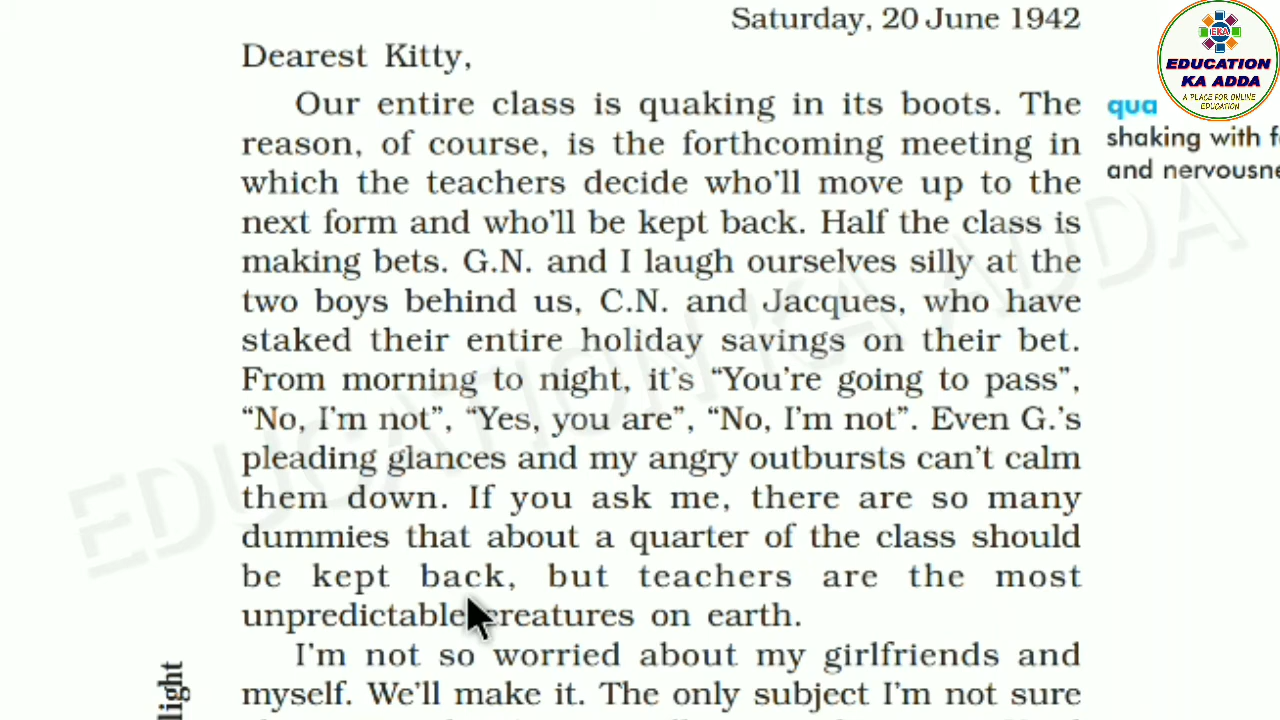 Saturday, 20 June 1942
Dearest Kitty,
Our entire class is quaking in its boots. The
reason, of course, is the forthcoming meeting in
which the teachers decide who'll move up to the
next form and who'll be kept back. Half the class is
making bets. G.N. and I laugh ourselves silly at the
two boys behind us, C.N. and Jacques, who have
staked their entire holiday savings on their bet.
From morning to night, it's “You're going to pass”,
“No, I'm not”, “Yes, you are”, “No, I'm not”. Even G.'s
pleading glances and my angry outbursts can't calm
them down. If you ask me, there are so many
dummies that about a quarter of the class should
be kept back, but teachers are the most
unpredictable creatures on earth.
I'm not so worried about my girlfriends and
myself. We'll make it. The only subject I'm not sure
qua
shaking with
and
EKA
EDUCATION
KA ADDA
A PLACE FOR ONLINE
EDUCATION
light
EDUCATION KA ADDA